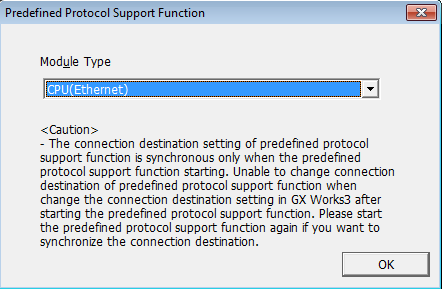 Predefined Protocol Support Function
Module Type
CPU(Ethernet)
<Caution>
- The connection destination setting of predefined protocol
support function is synchronous only when the predefined
protocol support function starting. Unable to change connection
destination of predefined protocol support function when
change the connection destination setting in GX Works3 after
starting the predefined protocol support function. Please start
the predefined protocol support function again if you want to
synchronize the connection destination.
OK